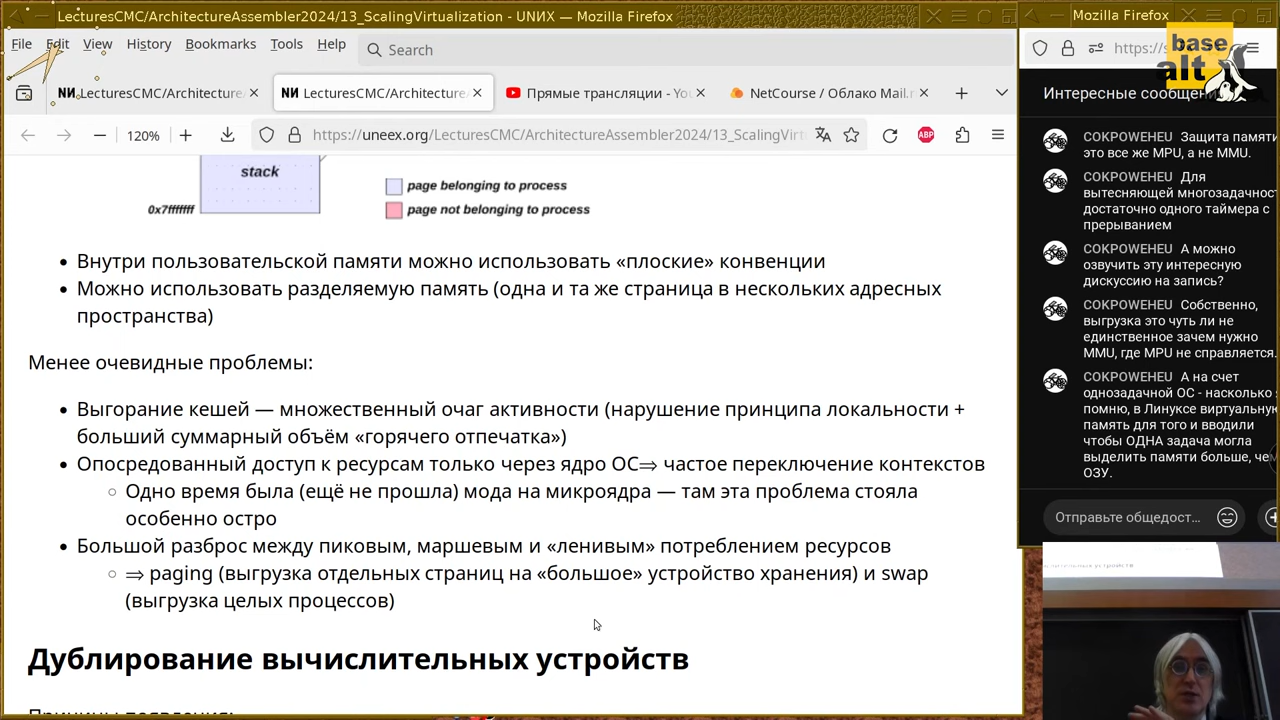 LecturesCMC/ArchitectureAssembler2024/13_ScalingVirtualization - UNИX — Mozilla Firefox
File Edit View History Bookmarks Tools Help
Search
LecturesCMC/Architecture
LecturesCMC/Architecture
Прямые трансляции - You
NetCourse / Облако Mail.r
120%
https://uneex.org/LecturesCMC/ArchitectureAssembler2024/13_ScalingVirt
stack
0x7fffffff
page belonging to process
page not belonging to process
• Внутри пользовательской памяти можно использовать «плоские» конвенции
• Можно использовать разделяемую память (одна и та же страница в нескольких адресных
пространства)
Менее очевидные проблемы:
• Выгорание кешей — множественный очаг активности (нарушение принципа локальности +
больший суммарный объём «горячего отпечатка»)
• Опосредованный доступ к ресурсам только через ядро ОС⇒ частое переключение контекстов
◦ Одно время была (ещё не прошла) мода на микроядра — там эта проблема стояла
особенно остро
• Большой разброс между пиковым, маршевым и «ленивым» потреблением ресурсов
◦ ⇒ paging (выгрузка отдельных страниц на «большое» устройство хранения) и swap
(выгрузка целых процессов)
Дублирование вычислительных устройств
Причины появления:
Mozilla Firefox
https://s
base
alt
Интересные сообщени
COKPOWEHEU Защита памяти
это все же MPU, а не MMU.
COKPOWEHEU Для
вытесняющей многозадачност
достаточно одного таймера с
прерыванием
COKPOWEHEU А можно
озвучить эту интересную
дискуссию на запись?
COKPOWEHEU Собственно,
выгрузка это чуть ли не
единственное зачем нужно
MMU, где MPU не справляется.
COKPOWEHEU А на счет
однозадачной ОС - насколько я
помню, в Линуксе виртуальную
память для того и вводили
чтобы ОДНА задача могла
выделить памяти больше, чем
ОЗУ.
Отправьте общедост...